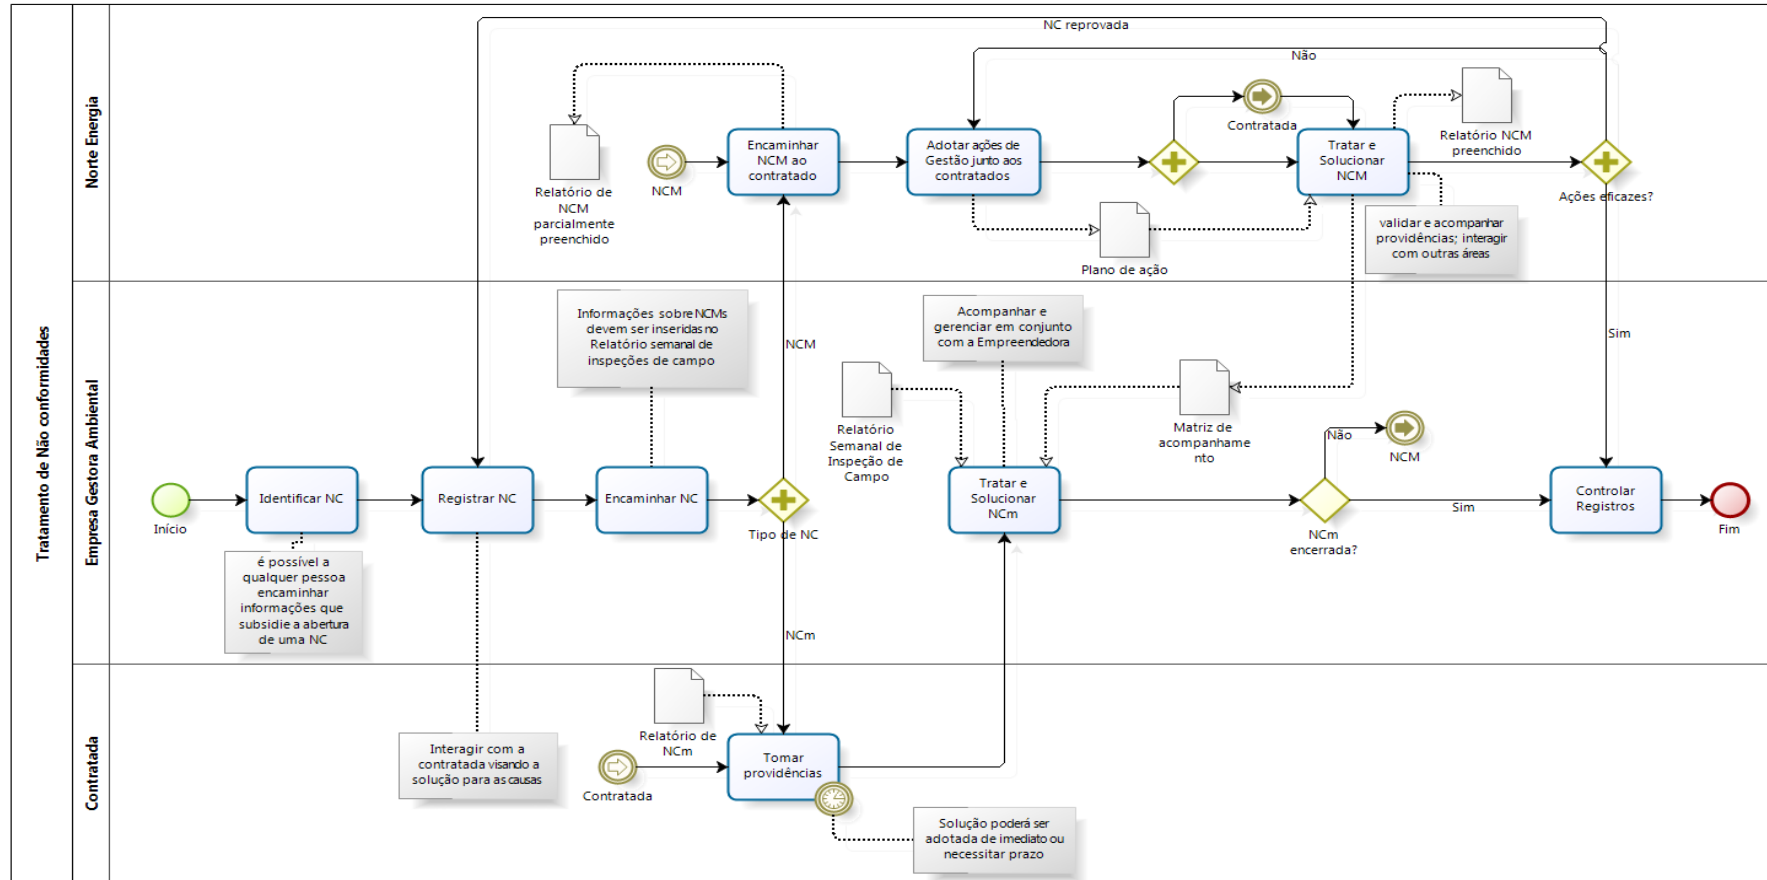 Tratamento de Não conformidades
Norte Energia
NC reprovada
Não
Contratada
Relatório de
NCM
parcialmente
preenchido
NCM
Encaminhar
NCM ao
contratado
Adotar ações de
Gestão junto aos
contratados
Plano de ação
Tratar e
Solucionar
NCM
Relatório NCM
preenchido
Ações eficazes?
validar e acompanhar
providências; interagir
com outras áreas
Empresa Gestora Ambiental
Informações sobre NCMs
devem ser inseridas no
Relatório semanal de
inspeções de campo
NCM
Acompanhar e
gerenciar em conjunto
com a Empreendedora
Sim
Relatório
Semanal de
Inspeção de
Campo
Matriz de
acompanhame
nto
Não
NCM
Início
Identificar NC
Registrar NC
Encaminhar NC
Tipo de NC
Tratar e
Solucionar
NCm
NCm
encerrada?
Sim
Controlar
Registros
Fim
é possível a
qualquer pessoa
encaminhar
informações que
subsidie a abertura
de uma NC
NCm
Contratada
Interagir com a
contratada visando a
solução para as causas
Relatório de
NCm
Contratada
Tomar
providências
Solução poderá ser
adotada de imediato ou
necessitar prazo